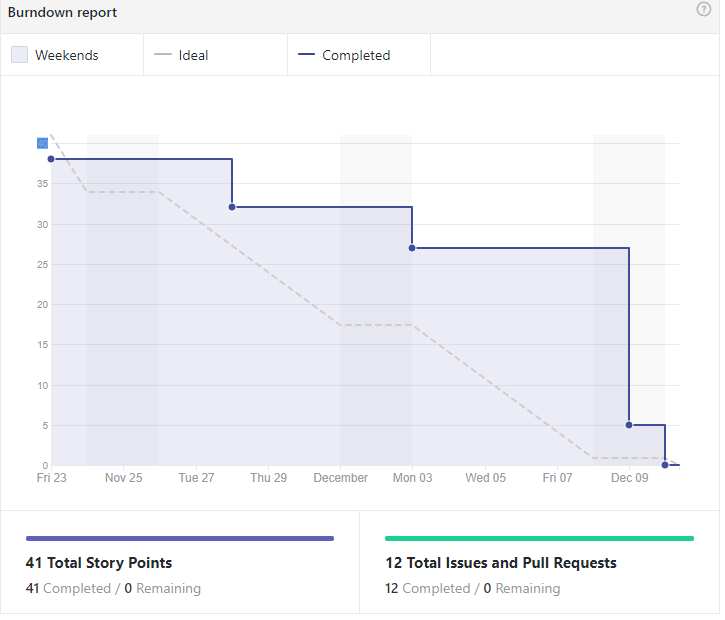 Burndown report
?
Weekends
Ideal
Completed
35
30
25
20
15
10
5
0
Fri 23 Nov 25 Tue 27 Thu 29 December Mon 03 Wed 05 Fri 07 Dec 09
41 Total Story Points
41 Completed / 0 Remaining
12 Total Issues and Pull Requests
12 Completed / 0 Remaining